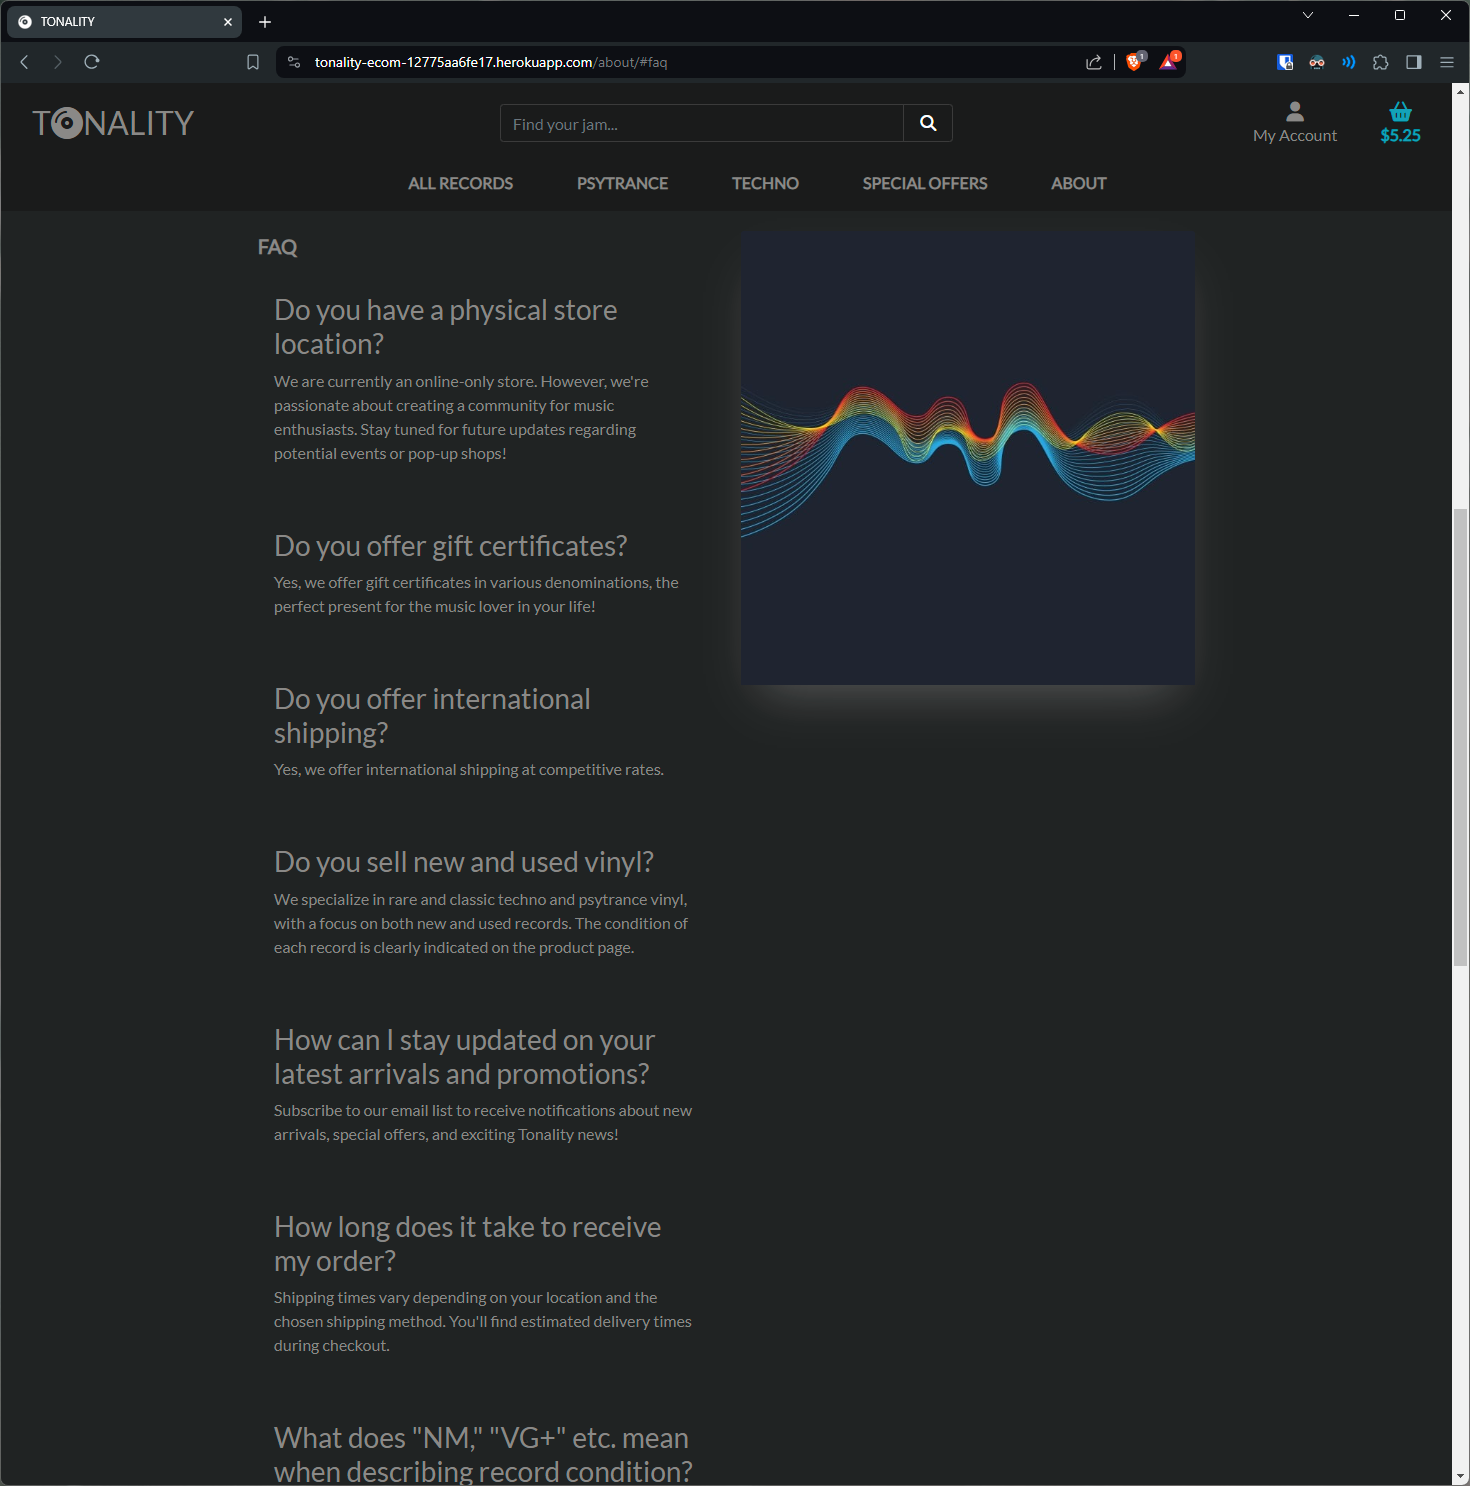 TONALITY
tonality-ecom-12775aa6fe17.herokuapp.com/about/#faq
1
1
TONALITY
Find your jam...
My Account
$5.25
ALL RECORDS
PSYTRANCE
TECHNO
SPECIAL OFFERS
ABOUT
FAQ
Do you have a physical store
location?
We are currently an online-only store. However, we're
passionate about creating a community for music
enthusiasts. Stay tuned for future updates regarding
potential events or pop-up shops!
Do you offer gift certificates?
Yes, we offer gift certificates in various denominations, the
perfect present for the music lover in your life!
Do you offer international
shipping?
Yes, we offer international shipping at competitive rates.
Do you sell new and used vinyl?
We specialize in rare and classic techno and psytrance vinyl,
with a focus on both new and used records. The condition of
each record is clearly indicated on the product page.
How can I stay updated on your
latest arrivals and promotions?
Subscribe to our email list to receive notifications about new
arrivals, special offers, and exciting Tonality news!
How long does it take to receive
my order?
Shipping times vary depending on your location and the
chosen shipping method. You'll find estimated delivery times
during checkout.
What does "NM," "VG+" etc. mean
when describing record condition?